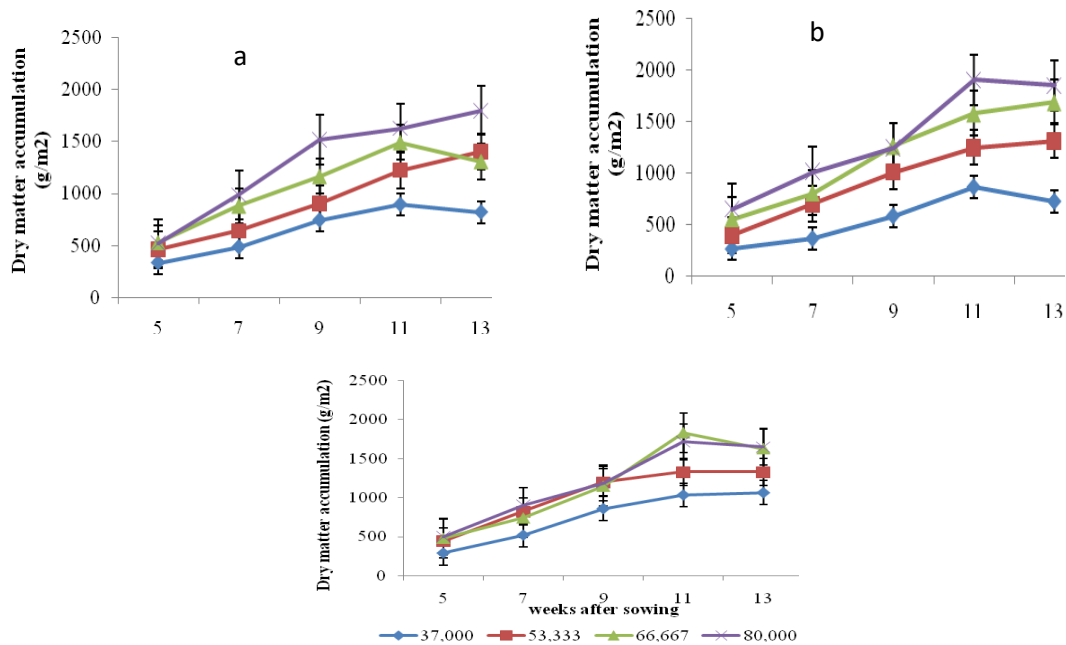 a
Dry matter accumulation
(g/m2)
2500
2000
1500
1000
500
0
5 7 9 11 13
b
Dry matter accumulation
(g/m2)
2500
2000
1500
1000
500
0
5 7 9 11 13
Dry matter accumulation (g/m2)
2500
2000
1500
1000
500
0
5 7 9 11 13
weeks after sowing
37,000 53,333 66,667 80,000